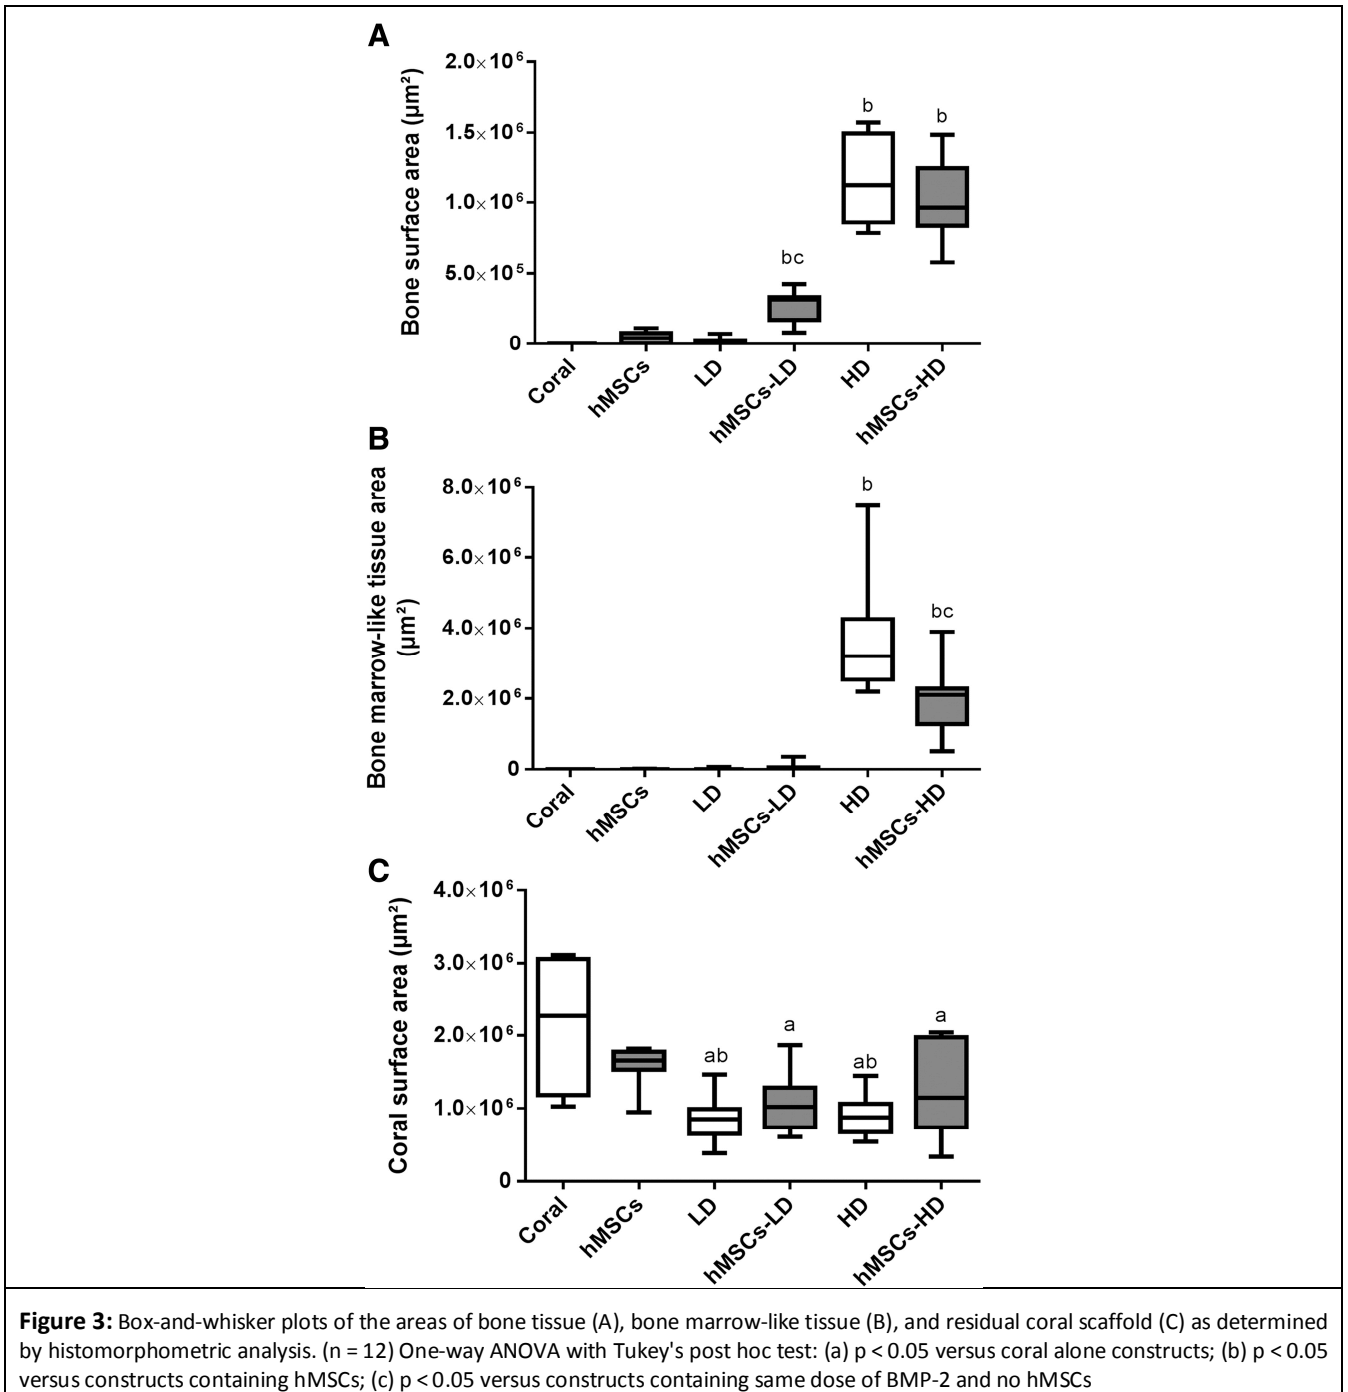 A
Bone surface area (µm²)
2.0×10⁶
1.5×10⁶
1.0×10⁶
5.0×10⁵
0
b
b
bc
Coral
hMSCs
LD
hMSCs-LD
HD
hMSCs-HD
B
Bone marrow-like tissue area
(µm²)
8.0×10⁶
6.0×10⁶
4.0×10⁶
2.0×10⁶
0
b
bc
Coral
hMSCs
LD
hMSCs-LD
HD
hMSCs-HD
C
Coral surface area (µm²)
4.0×10⁶
3.0×10⁶
2.0×10⁶
1.0×10⁶
0
ab
a
ab
a
Coral
hMSCs
LD
hMSCs-LD
HD
hMSCs-HD
Figure 3: Box-and-whisker plots of the areas of bone tissue (A), bone marrow-like tissue (B), and residual coral scaffold (C) as determined
by histomorphometric analysis. (n = 12) One-way ANOVA with Tukey's post hoc test: (a) p < 0.05 versus coral alone constructs; (b) p < 0.05
versus constructs containing hMSCs; (c) p < 0.05 versus constructs containing same dose of BMP-2 and no hMSCs